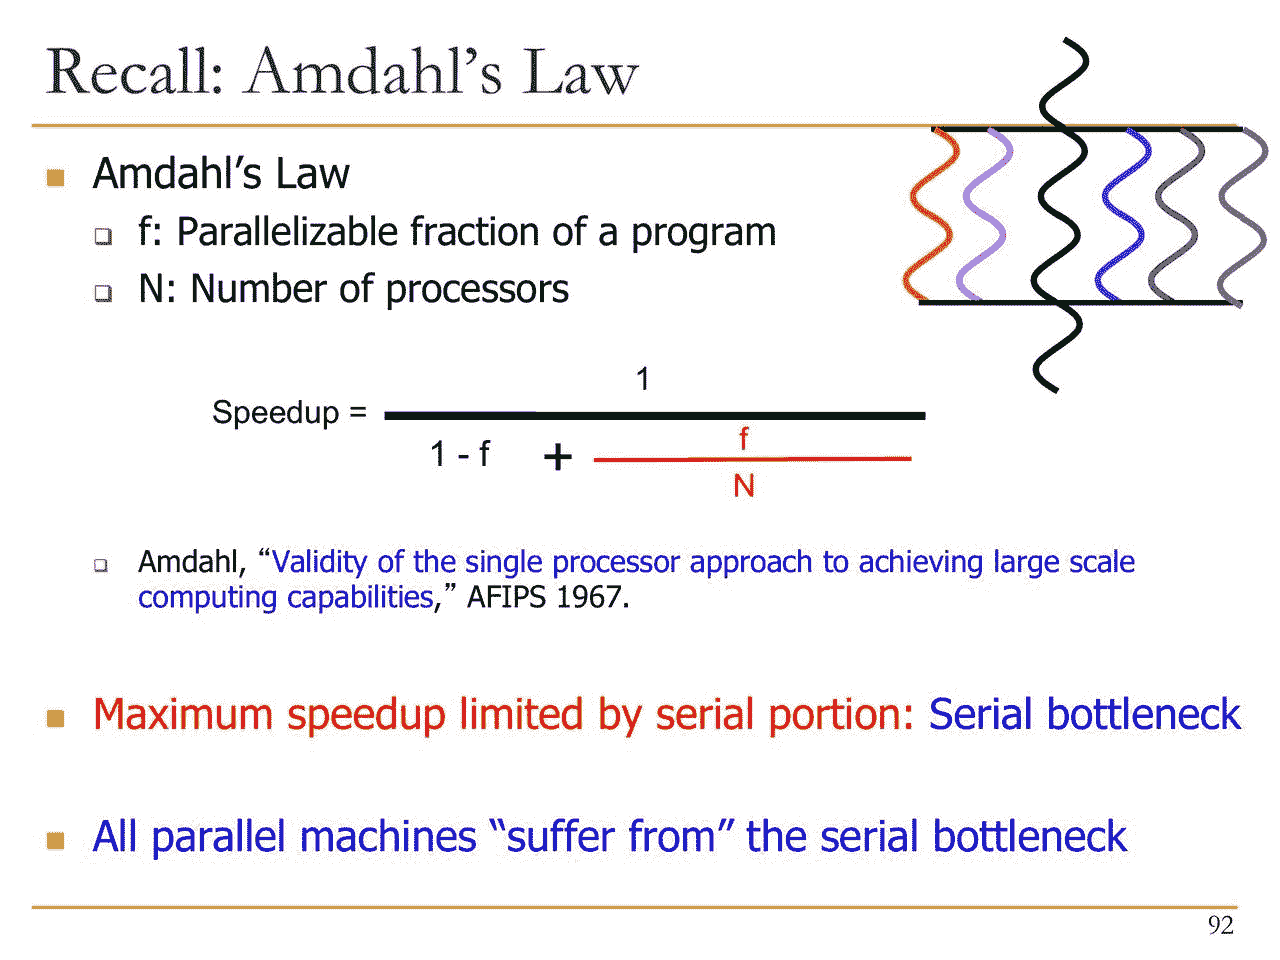 Recall: Amdahl’s Law
Amdahl’s Law
f: Parallelizable fraction of a program
N: Number of processors
1
Speedup =
1 - f + f
N
Amdahl, “Validity of the single processor approach to achieving large scale
computing capabilities,” AFIPS 1967.
Maximum speedup limited by serial portion: Serial bottleneck
All parallel machines “suffer from” the serial bottleneck
92